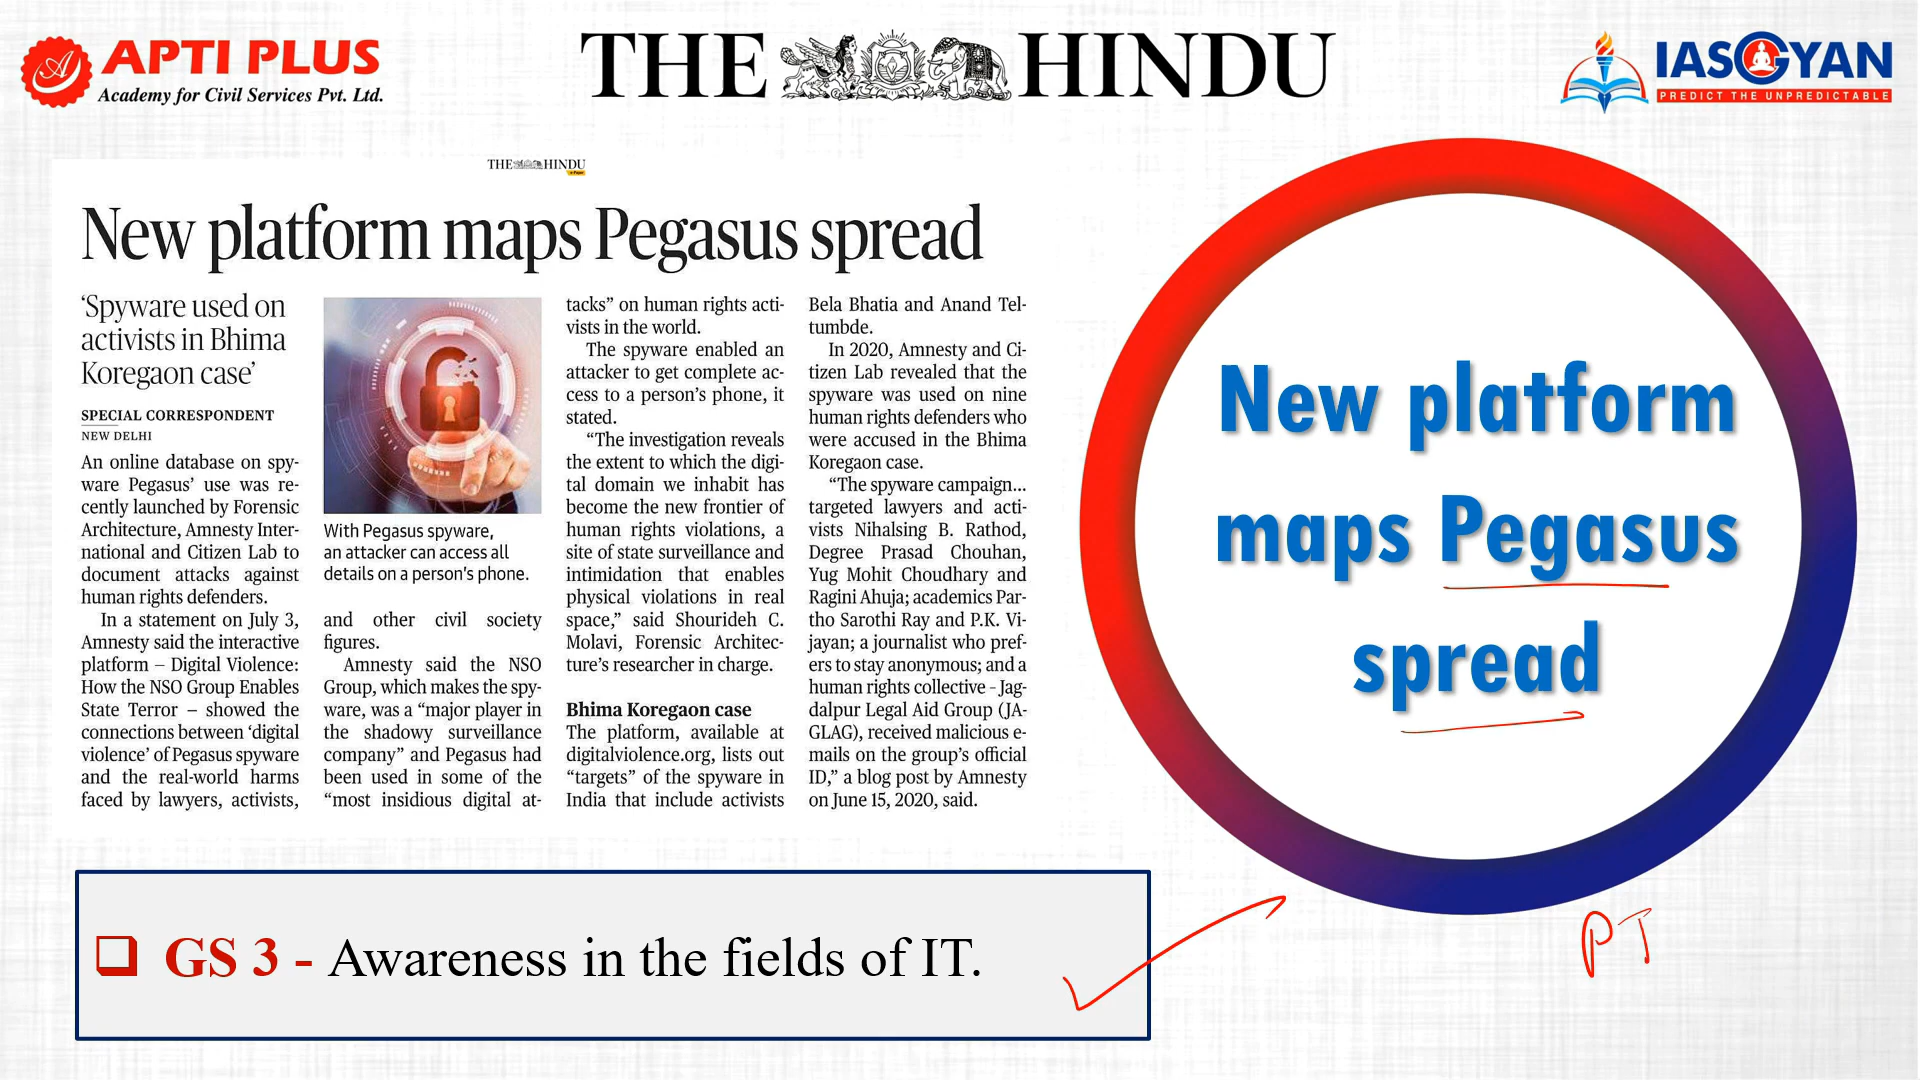 APTI PLUS
Academy for Civil Services Pvt. Ltd.
THE HINDU
IASGYAN
PREDICT THE UNPREDICTABLE
THE HINDU
New platform maps Pegasus spread
‘Spyware used on
activists in Bhima
Koregaon case’
SPECIAL CORRESPONDENT
NEW DELHI
An online database on spy-
ware Pegasus’ use was re-
cently launched by Forensic
Architecture, Amnesty Inter-
national and Citizen Lab to
document attacks against
human rights defenders.
In a statement on July 3,
Amnesty said the interactive
platform – Digital Violence:
How the NSO Group Enables
State Terror – showed the
connections between ‘digital
violence’ of Pegasus spyware
and the real-world harms
faced by lawyers, activists,
With Pegasus spyware,
an attacker can access all
details on a person’s phone.
and other civil society
figures.
Amnesty said the NSO
Group, which makes the spy-
ware, was a “major player in
the shadowy surveillance
company” and Pegasus had
been used in some of the
“most insidious digital at-
tacks” on human rights acti-
vists in the world.
The spyware enabled an
attacker to get complete ac-
cess to a person’s phone, it
stated.
“The investigation reveals
the extent to which the digi-
tal domain we inhabit has
become the new frontier of
human rights violations, a
site of state surveillance and
intimidation that enables
physical violations in real
space,” said Shourideh C.
Molavi, Forensic Architec-
ture’s researcher in charge.
Bhima Koregaon case
The platform, available at
digitalviolence.org, lists out
“targets” of the spyware in
India that include activists
Bela Bhatia and Anand Tel-
tumbde.
In 2020, Amnesty and Ci-
tizen Lab revealed that the
spyware was used on nine
human rights defenders who
were accused in the Bhima
Koregaon case.
“The spyware campaign...
targeted lawyers and acti-
vists Nihalsing B. Rathod,
Degree Prasad Chouhan,
Yug Mohit Choudhary and
Ragini Ahuja; academics Par-
tho Sarothi Ray and P.K. Vi-
jayan; a journalist who pref-
ers to stay anonymous; and a
human rights collective - Jag-
dalpur Legal Aid Group (JA-
GLAG), received malicious e-
mails on the group’s official
ID,” a blog post by Amnesty
on June 15, 2020, said.
New platform
maps Pegasus
spread
GS 3 - Awareness in the fields of IT.
PT